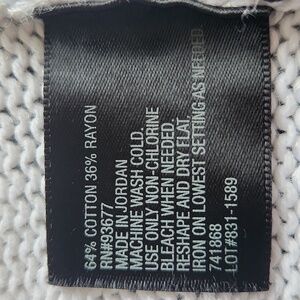 64% COTTON 36% RAYON
RN#93677
MADE IN JORDAN
MACHINE WASH COLD,
USE ONLY NON-CHLORINE
BLEACH WHEN NEEDED.
RESHAPE AND DRY FLAT.
IRON ON LOWEST SETTING AS NEEDED
741868
LOT#831-1589